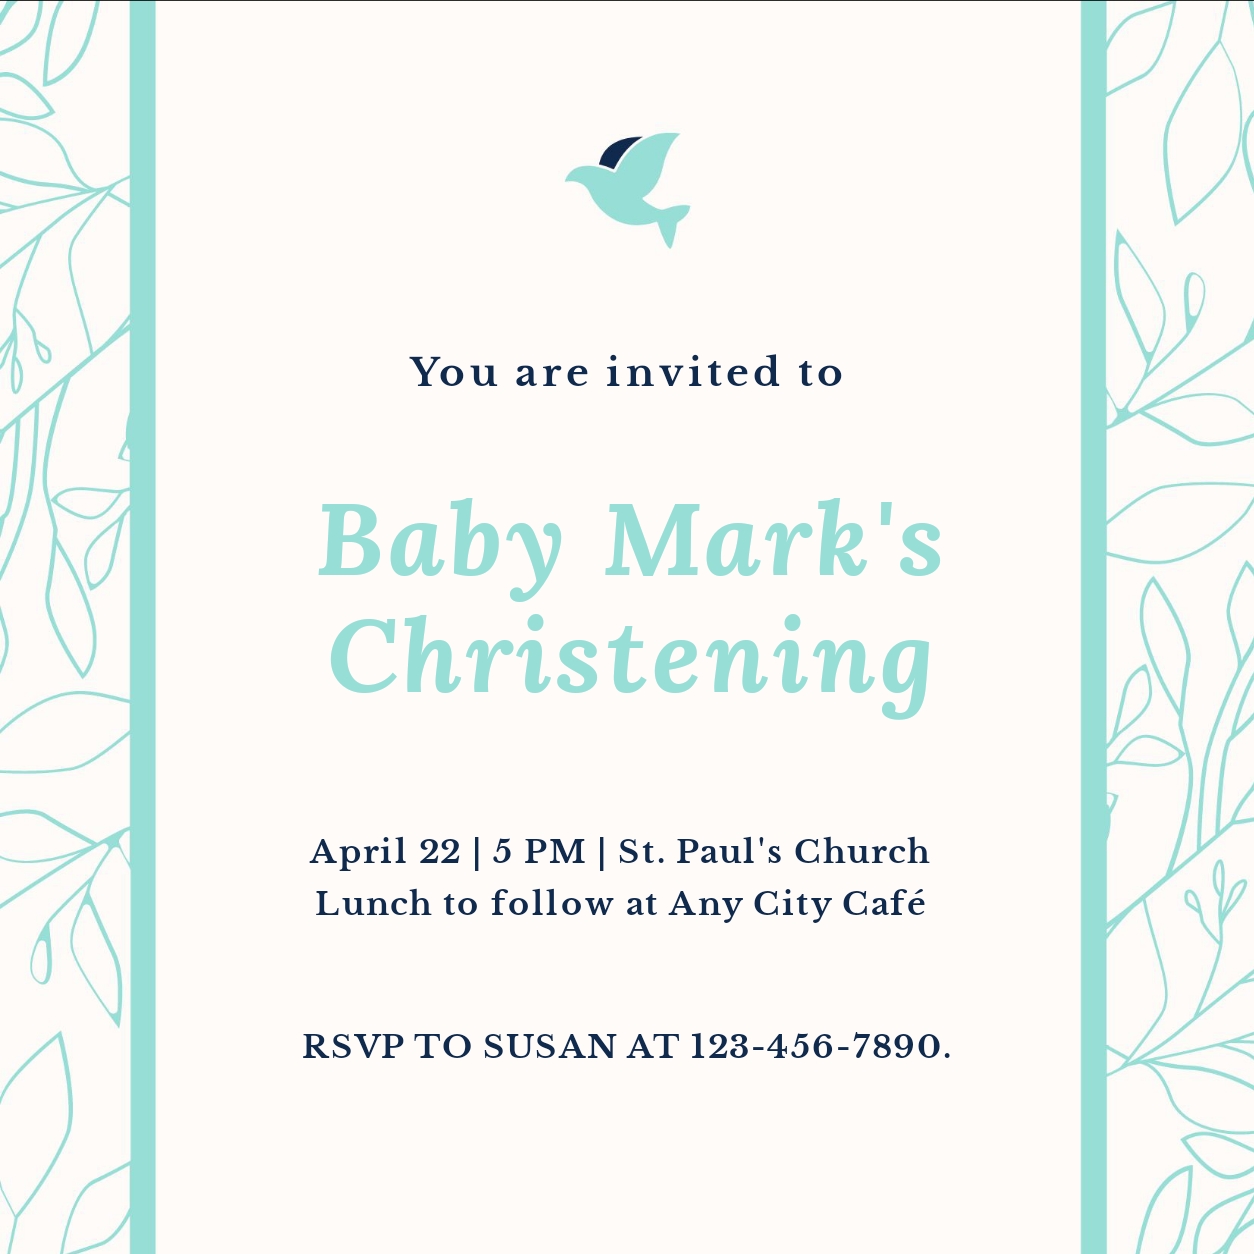 You are invited to
Baby Mark's
Christening
April 22 | 5 PM | St. Paul's Church
Lunch to follow at Any City Café
RSVP TO SUSAN AT 123-456-7890.